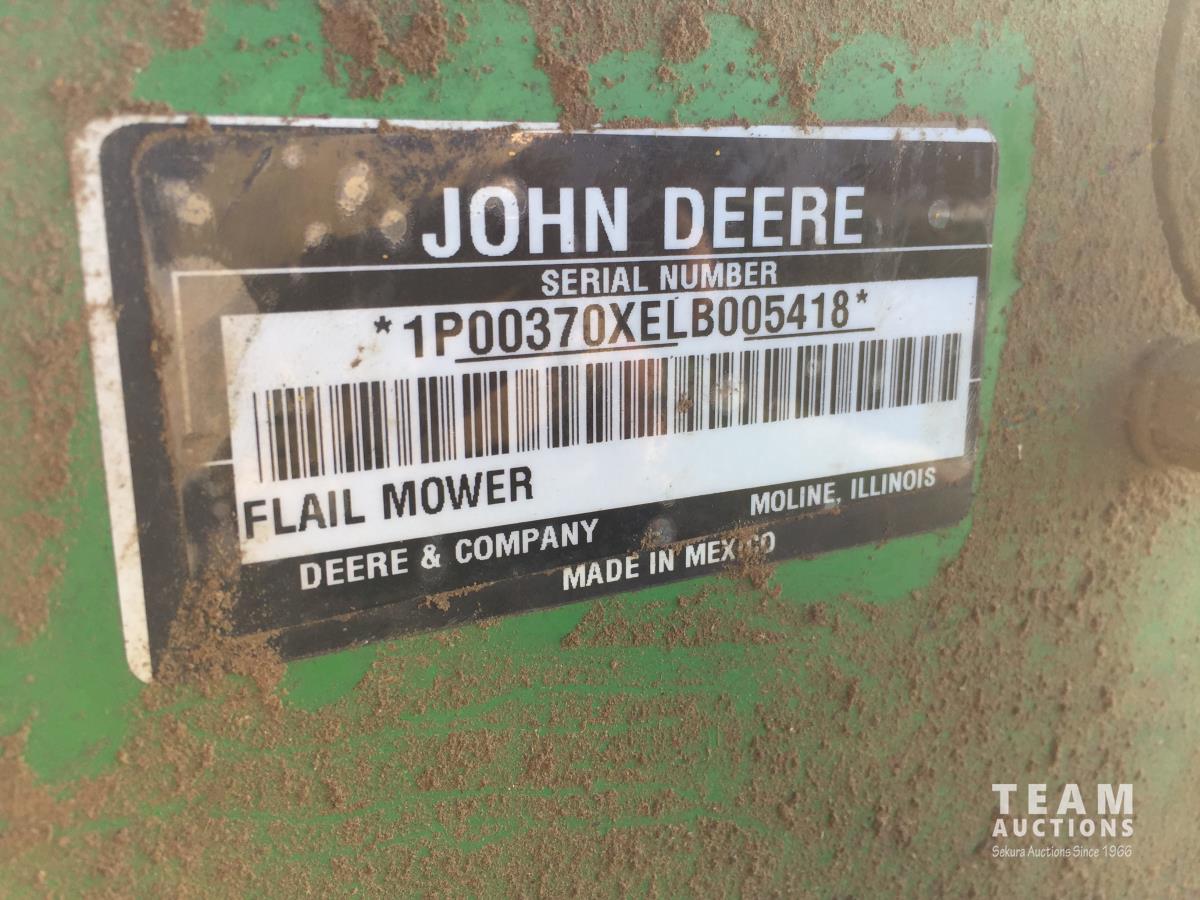 JOHN DEERE
SERIAL NUMBER
*1P00370XELB005418*
FLAIL MOWER
DEERE & COMPANY MOLINE, ILLINOIS
MADE IN MEXICO
TEAM
AUCTIONS
Sekura Auctions Since 1966